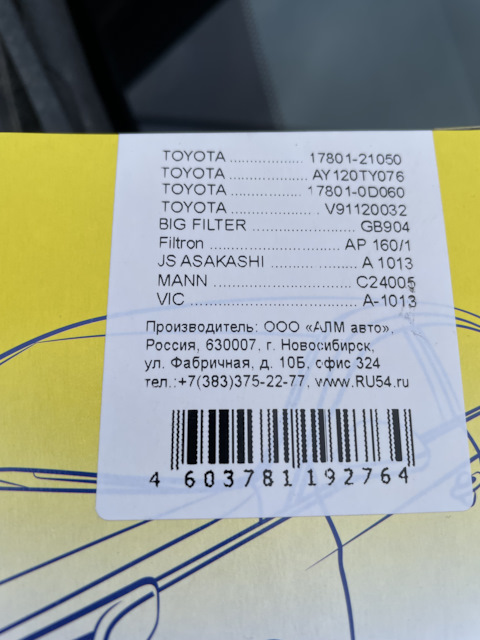 TOYOTA ................ 17801-21050
TOYOTA ................ AY120TY076
TOYOTA ................ 17801-0D060
TOYOTA ................ V91120032
BIG FILTER ........................ GB904
Filtron ............................. AP 160/1
JS ASAKASHI .................... A 1013
MANN ................................ C24005
VIC ..................................... A-1013
Производитель: ООО «АЛМ авто»,
Россия, 630007, г. Новосибирск,
ул. Фабричная, д. 10Б, офис 324
тел.:+7(383)375-22-77, www.RU54.ru
4 603781 192764